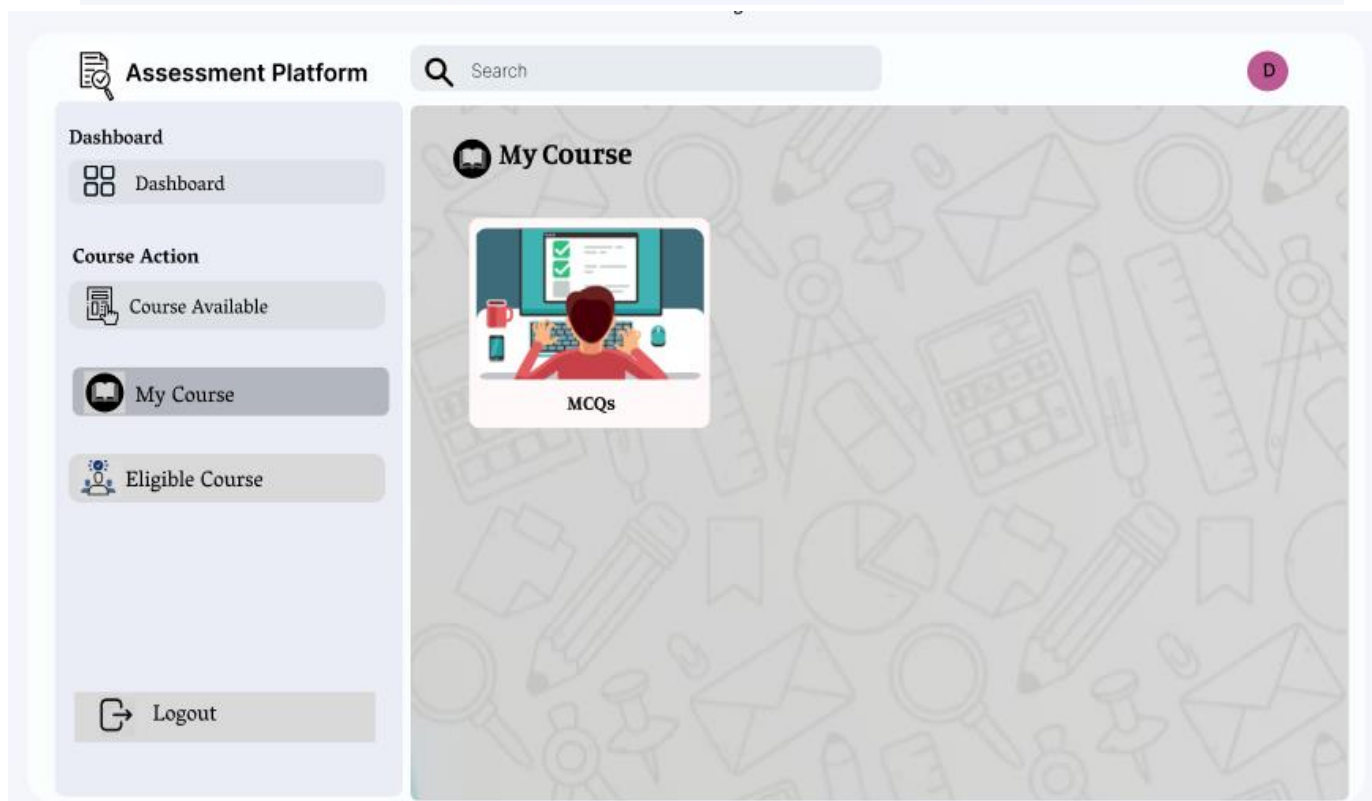 Assessment Platform
Search
D
Dashboard
Dashboard
Course Action
Course Available
My Course
Eligible Course
Logout
My Course
MCQs